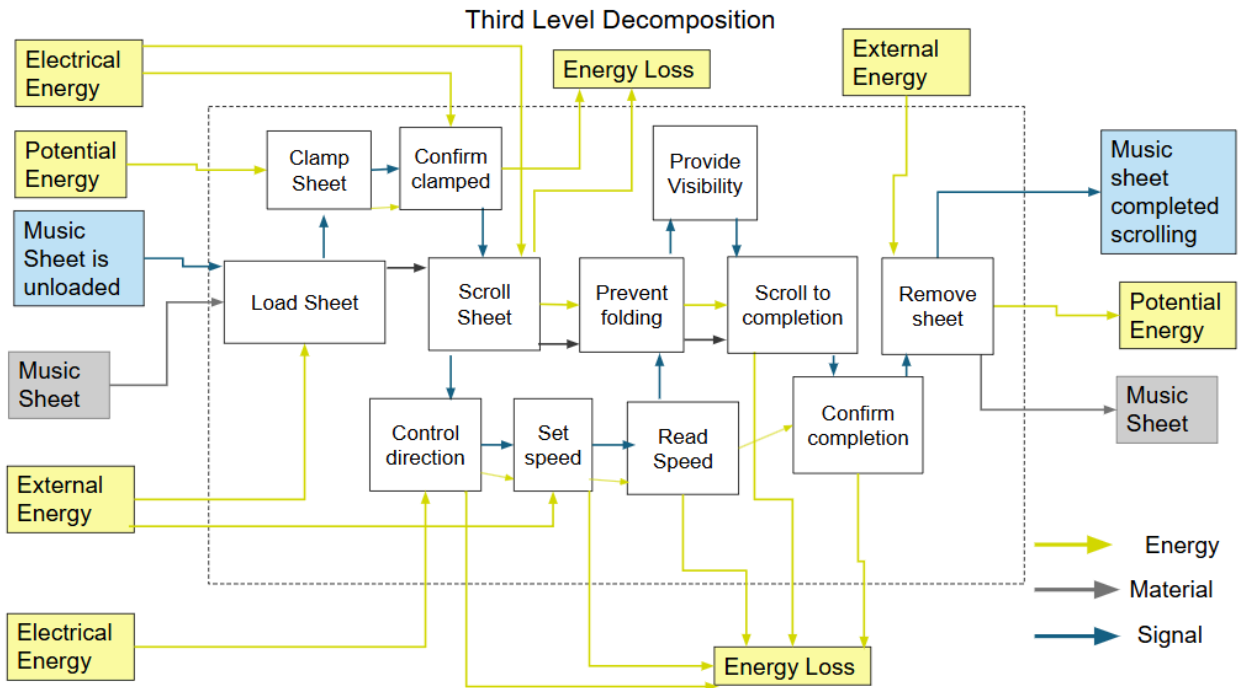 Third Level Decomposition
Electrical
Energy
Energy Loss
External
Energy
Potential
Energy
Clamp
Sheet
Confirm
clamped
Provide
Visibility
Music
sheet
completed
scrolling
Music
Sheet is
unloaded
Load Sheet
Scroll
Sheet
Prevent
folding
Scroll to
completion
Remove
sheet
Potential
Energy
Music
Sheet
Control
direction
Set
speed
Read
Speed
Confirm
completion
Music
Sheet
External
Energy
Energy
Material
Signal
Electrical
Energy
Energy Loss